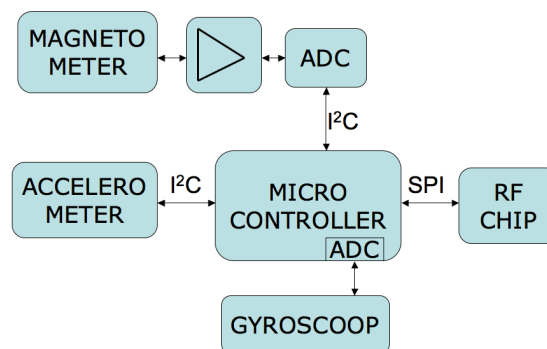 MAGNETO
METER
ADC
I²C
ACCELERO
METER
I²C
MICRO
CONTROLLER
ADC
SPI
RF
CHIP
GYROSCOOP